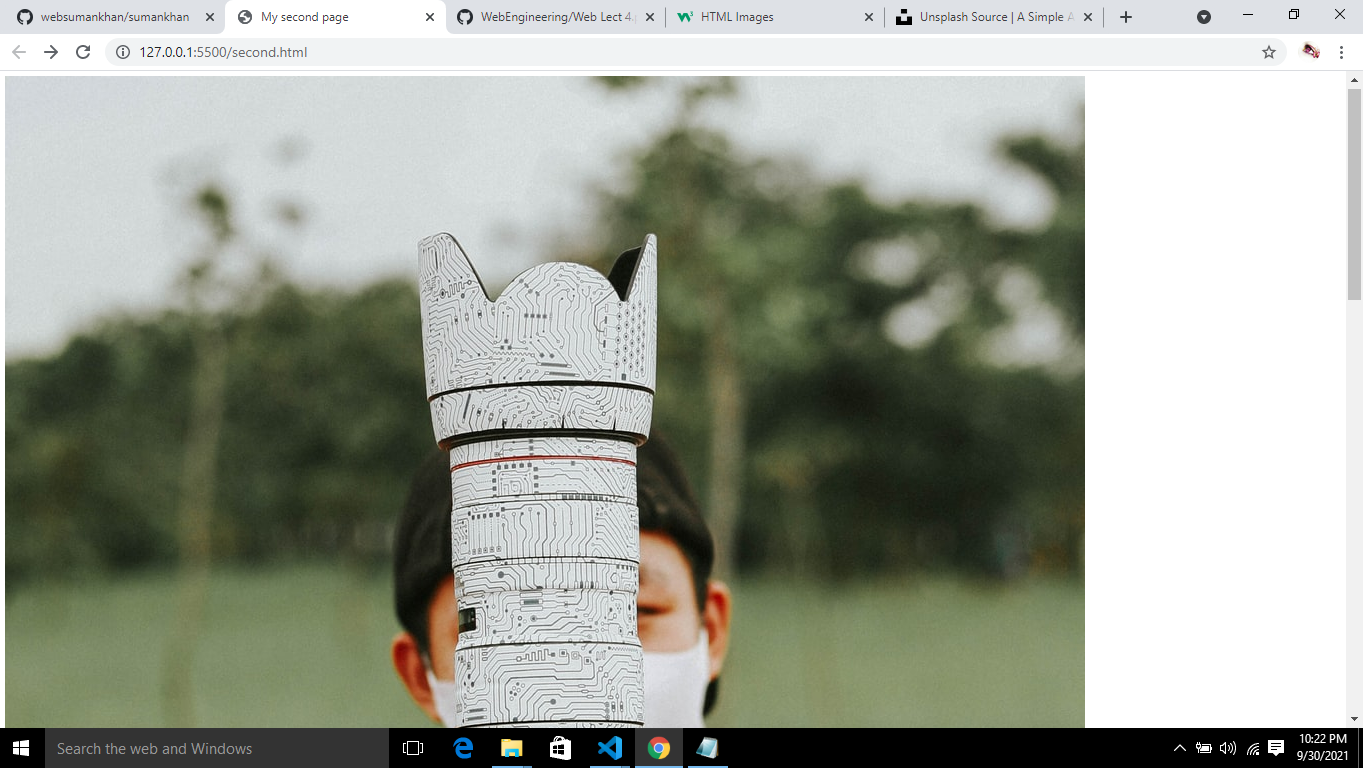 websumankhan/sumankhan
My second page
WebEngineering/Web Lect 4.
HTML Images
Unsplash Source | A Simple A
127.0.0.1:5500/second.html
Search the web and Windows
10:22 PM
9/30/2021